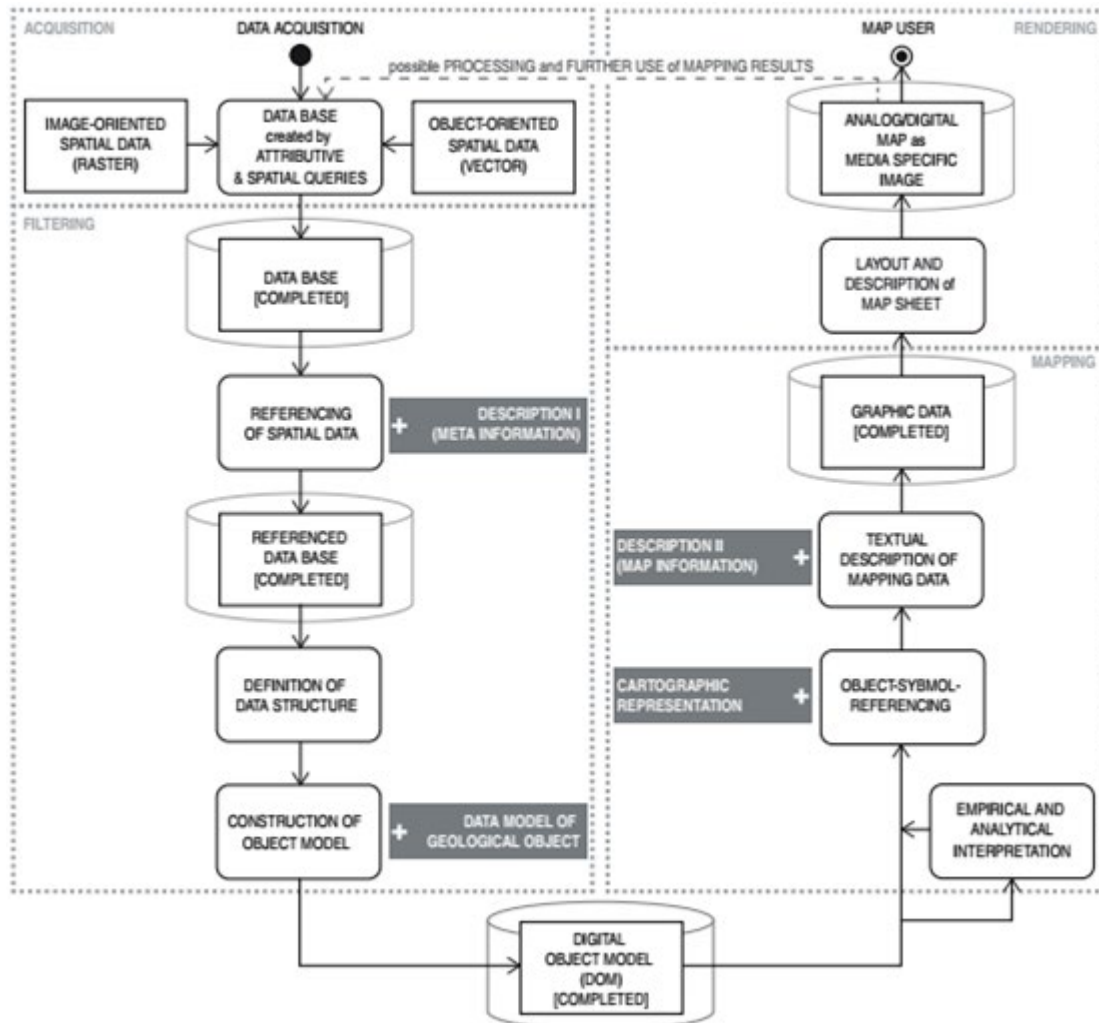 ACQUISITION
DATA ACQUISITION
IMAGE-ORIENTED
SPATIAL DATA
(RASTER)
DATA BASE
created by
ATTRIBUTIVE
& SPATIAL QUERIES
OBJECT-ORIENTED
SPATIAL DATA
(VECTOR)
possible PROCESSING and FURTHER USE of MAPPING RESULTS
FILTERING
DATA BASE
[COMPLETED]
REFERENCING
OF SPATIAL DATA
+
DESCRIPTION I
(META INFORMATION)
REFERENCED
DATA BASE
[COMPLETED]
DEFINITION OF
DATA STRUCTURE
CONSTRUCTION OF
OBJECT MODEL
+
DATA MODEL OF
GEOLOGICAL OBJECT
DIGITAL
OBJECT MODEL
(DOM)
[COMPLETED]
MAP USER
RENDERING
ANALOG/DIGITAL
MAP as
MEDIA SPECIFIC
IMAGE
LAYOUT AND
DESCRIPTION of
MAP SHEET
MAPPING
GRAPHIC DATA
[COMPLETED]
DESCRIPTION II
(MAP INFORMATION)
+
TEXTUAL
DESCRIPTION OF
MAPPING DATA
CARTOGRAPHIC
REPRESENTATION
+
OBJECT-SYBMOL-
REFERENCING
EMPIRICAL AND
ANALYTICAL
INTERPRETATION